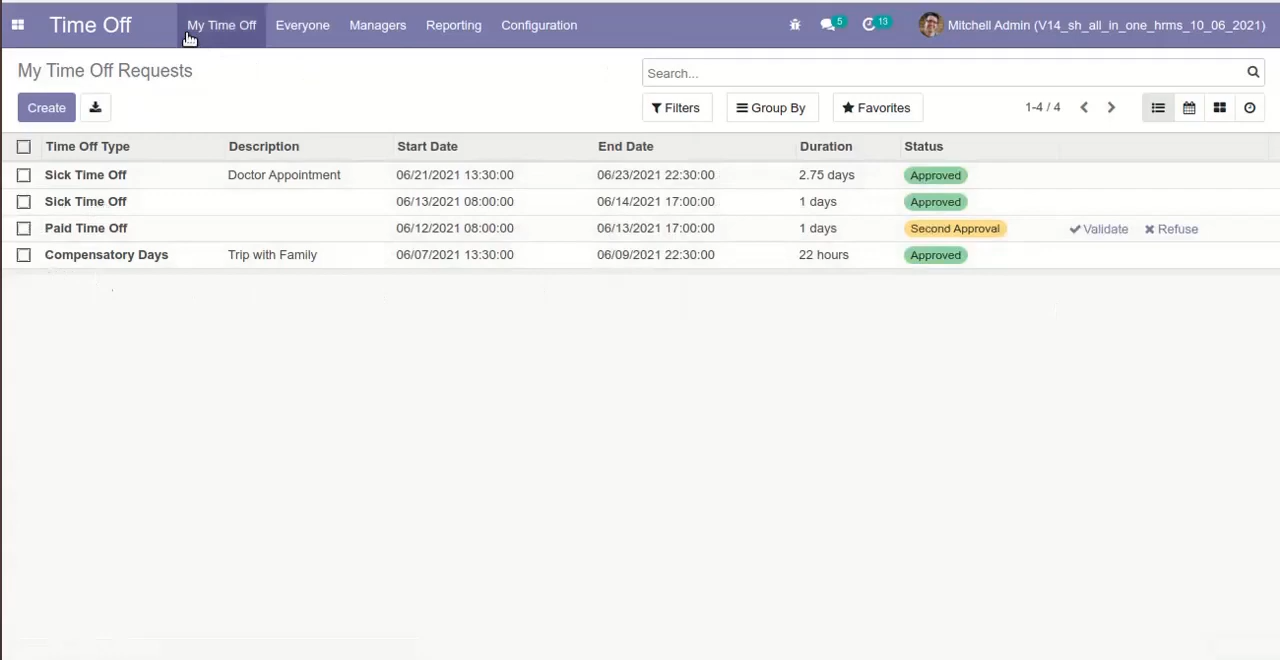 Time Off My Time Off Everyone Managers Reporting Configuration 5 13 Mitchell Admin (V14_sh_all_in_one_hrms_10_06_2021)
My Time Off Requests Search...
Create Filters Group By Favorites 1-4 / 4
Time Off Type Description Start Date End Date Duration Status
Sick Time Off Doctor Appointment 06/21/2021 13:30:00 06/23/2021 22:30:00 2.75 days Approved
Sick Time Off 06/13/2021 08:00:00 06/14/2021 17:00:00 1 days Approved
Paid Time Off 06/12/2021 08:00:00 06/13/2021 17:00:00 1 days Second Approval Validate Refuse
Compensatory Days Trip with Family 06/07/2021 13:30:00 06/09/2021 22:30:00 22 hours Approved